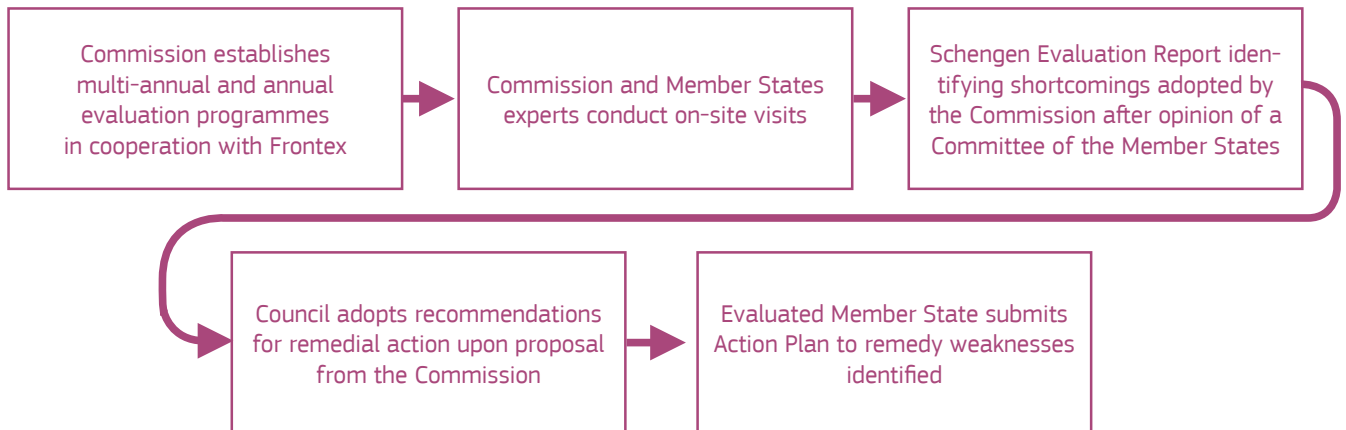 Commission establishes
multi-annual and annual
evaluation programmes
in cooperation with Frontex
Commission and Member States
experts conduct on-site visits
Schengen Evaluation Report iden-
tifying shortcomings adopted by
the Commission after opinion of a
Committee of the Member States
Council adopts recommendations
for remedial action upon proposal
from the Commission
Evaluated Member State submits
Action Plan to remedy weaknesses
identified